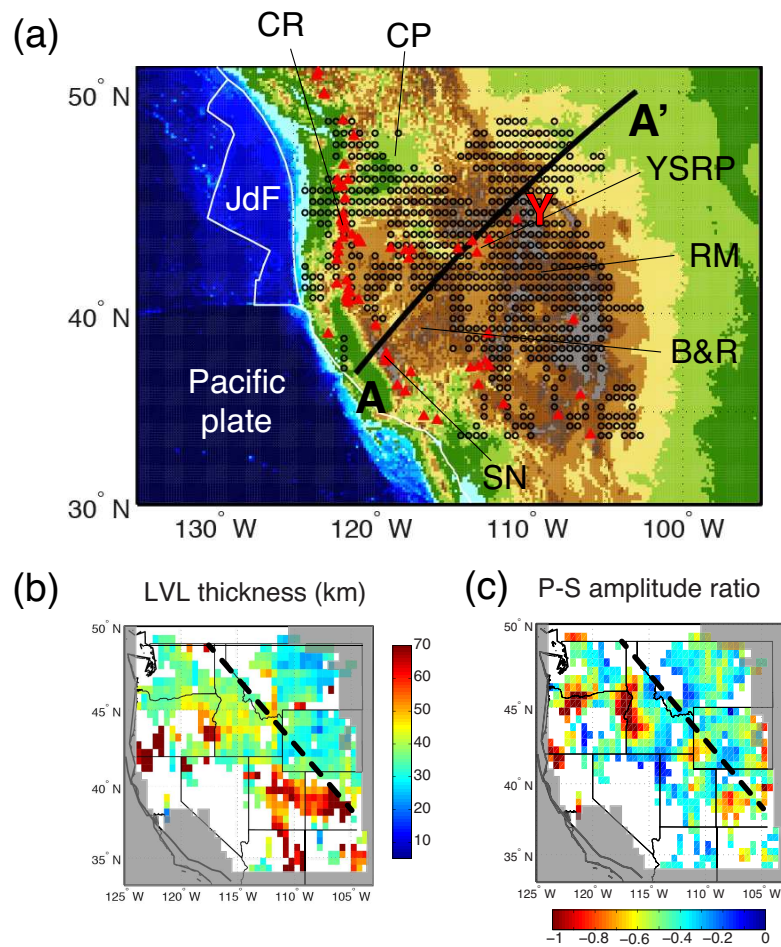 (a)
CR
CP
50° N
A'
YSRP
JdF
Y
RM
40° N
B&R
Pacific
plate
A
SN
30° N
130° W
120° W
110° W
100° W
(b)
LVL thickness (km)
(c)
P-S amplitude ratio
50° N
45° N
40° N
35° N
125° W
120° W
115° W
110° W
105° W
70
60
50
40
30
20
10
50° N
45° N
40° N
35° N
125° W
120° W
115° W
110° W
105° W
−1
−0.8
−0.6
−0.4
−0.2
0